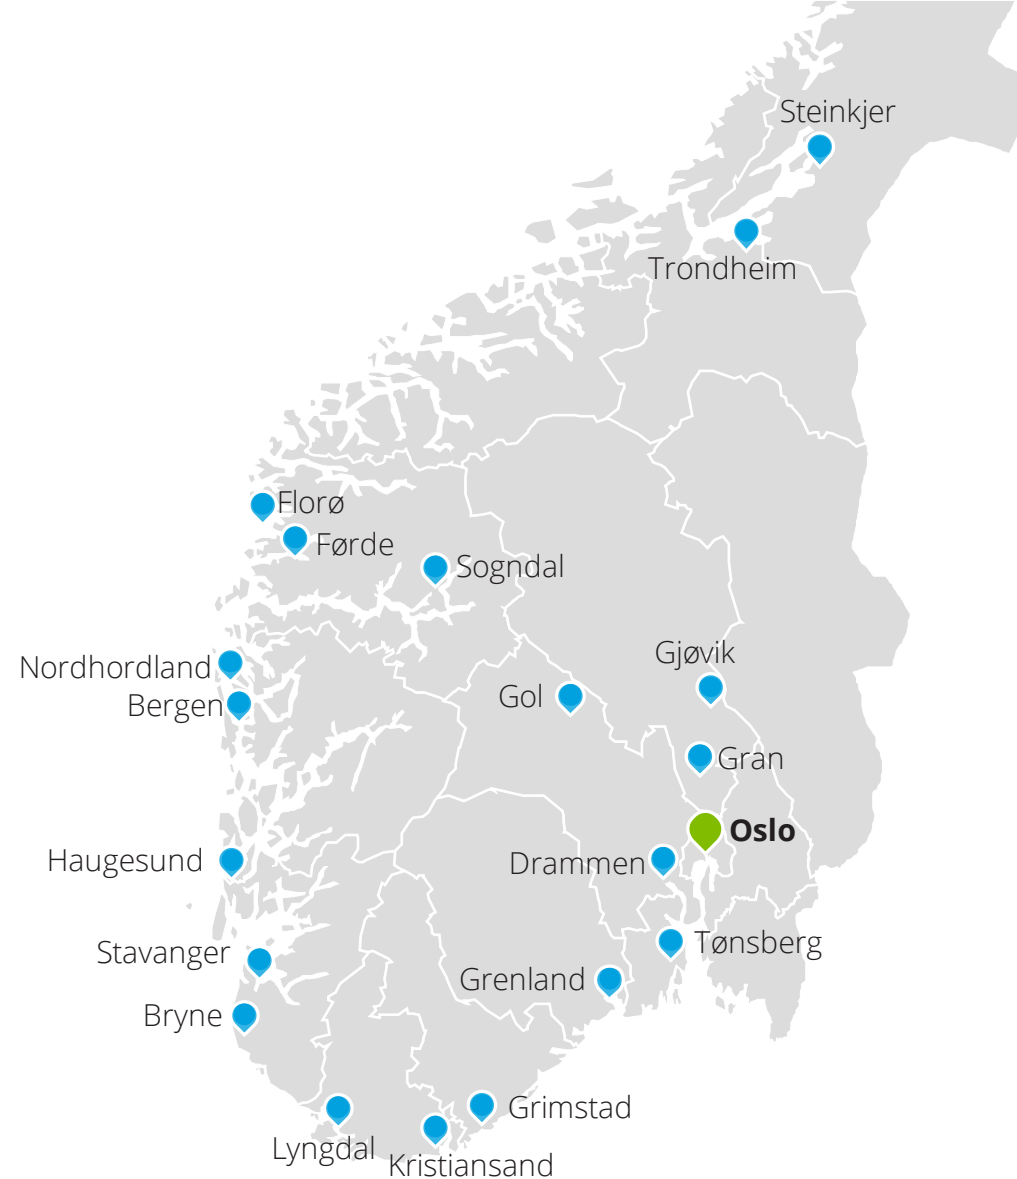 Steinkjer
Trondheim
Florø
Førde
Sogndal
Gjøvik
Nordhordland
Gol
Bergen
Gran
Oslo
Haugesund
Drammen
Tønsberg
Stavanger
Grenland
Bryne
Grimstad
Lyngdal
Kristiansand